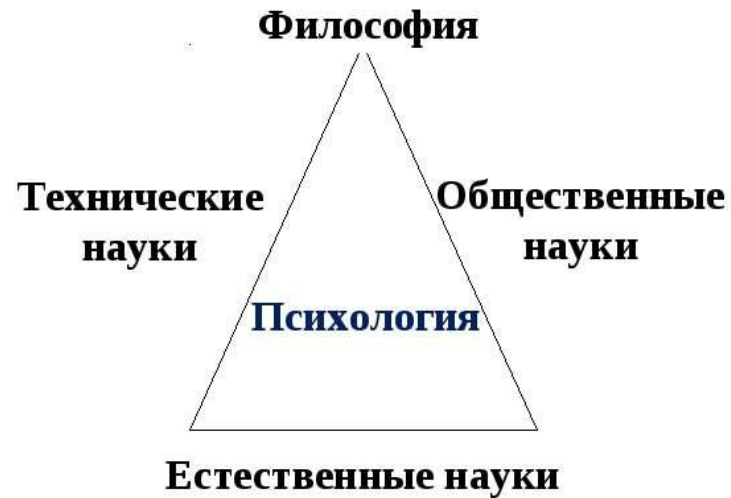 Философия
Технические
науки
Общественные
науки
Психология
Естественные науки